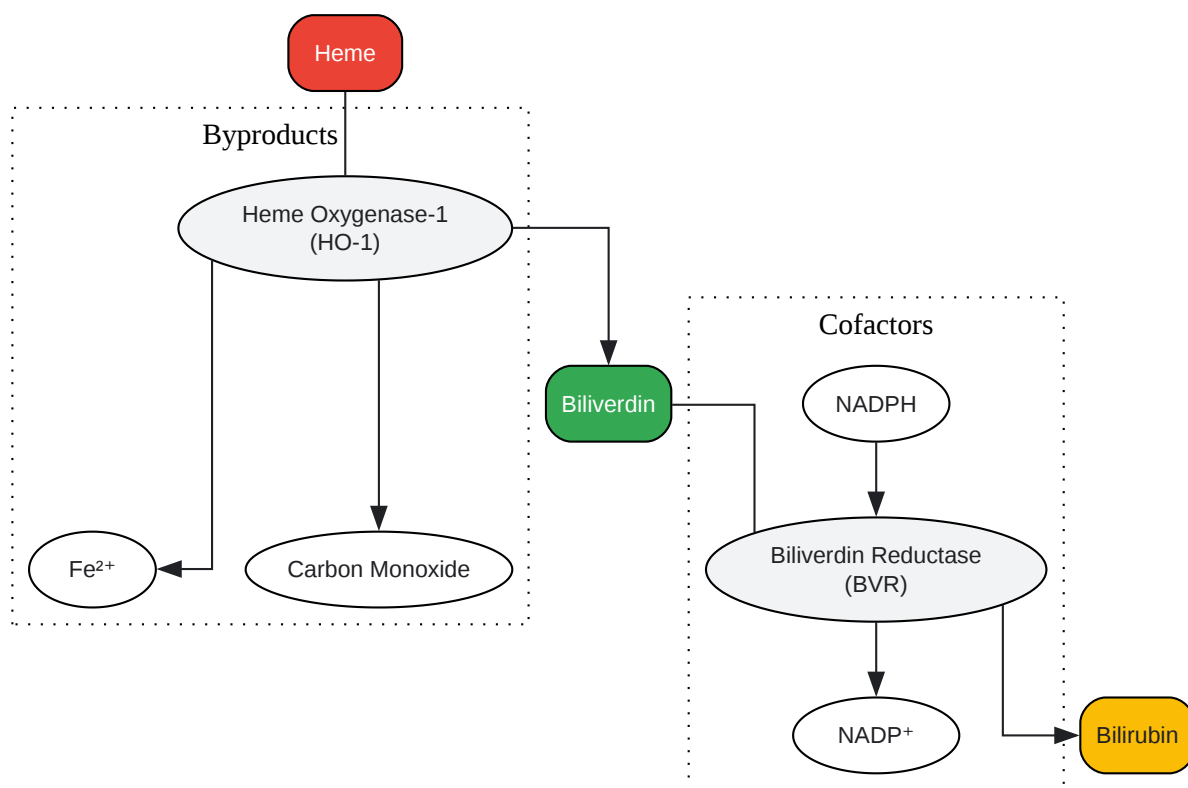 Heme
Byproducts
Heme Oxygenase-1
(HO-1)
Cofactors
Biliverdin
NADPH
Fe²⁺
Carbon Monoxide
Biliverdin Reductase
(BVR)
NADP⁺
Bilirubin